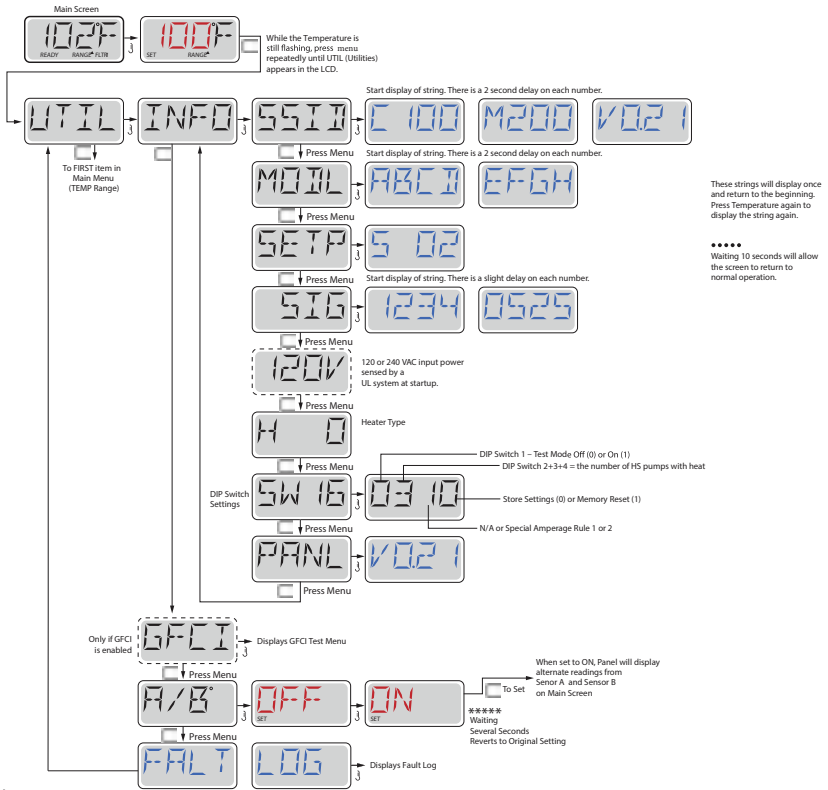 Main Screen
102°F
READY RANGE FLTR
100°F
SET RANGE
While the Temperature is
still flashing, press menu
repeatedly until UTIL (Utilities)
appears in the LCD.
Start display of string. There is a 2 second delay on each number.
UTIL
INFO
SSID
C 100
M200
V0.21
To FIRST item in
Main Menu
(TEMP Range)
Press Menu
Start display of string. There is a 2 second delay on each number.
MODL
ABCD
EFGH
These strings will display once
and return to the beginning.
Press Temperature again to
display the string again.
•••••
Waiting 10 seconds will allow
the screen to return to
normal operation.
Press Menu
SETP
S 02
Press Menu
Start display of string. There is a slight delay on each number.
SIG
1234
0525
Press Menu
120V
120 or 240 VAC input power
sensed by a
UL system at startup.
Press Menu
H 0
Heater Type
Press Menu
DIP Switch 1 – Test Mode Off (0) or On (1)
DIP Switch 2+3+4 = the number of HS pumps with heat
DIP Switch
Settings
SW 16
0310
Store Settings (0) or Memory Reset (1)
N/A or Special Amperage Rule 1 or 2
Press Menu
PANL
V0.21
Press Menu
Only if GFCI
is enabled
GFCI
Displays GFCI Test Menu
Press Menu
A/B°
OFF
SET
ON
SET
To Set
When set to ON, Panel will display
alternate readings from
Senor A and Sensor B
on Main Screen
*****
Waiting
Several Seconds
Reverts to Original Setting
Press Menu
FALT
LOG
Displays Fault Log